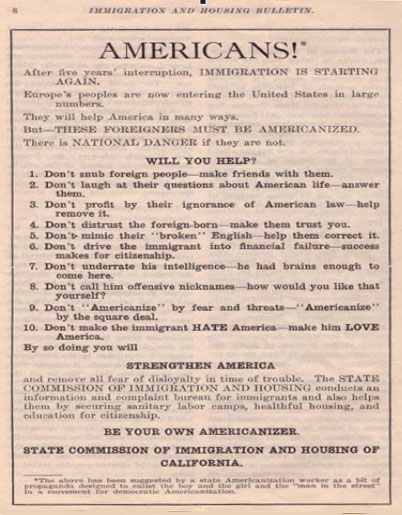 8 IMMIGRATION AND HOUSING BULLETIN.
AMERICANS!*
After five years' interruption, IMMIGRATION IS STARTING
AGAIN.
Europe's peoples are now entering the United States in large
numbers.
They will help America in many ways.
But—THESE FOREIGNERS MUST BE AMERICANIZED.
There is NATIONAL DANGER if they are not.
WILL YOU HELP?
1. Don't snub foreign people—make friends with them.
2. Don't laugh at their questions about American life—answer
them.
3. Don't profit by their ignorance of American law—help
remove it.
4. Don't distrust the foreign-born—make them trust you.
5. Don't mimic their "broken" English—help them correct it.
6. Don't drive the immigrant into financial failure—success
makes for citizenship.
7. Don't underrate his intelligence—he had brains enough to
come here.
8. Don't call him offensive nicknames—how would you like that
yourself?
9. Don't "Americanize" by fear and threats—"Americanize"
by the square deal.
10. Don't make the immigrant HATE America—make him LOVE
America.
By so doing you will
STRENGTHEN AMERICA
and remove all fear of disloyalty in time of trouble. The STATE
COMMISSION OF IMMIGRATION AND HOUSING conducts an
information and complaint bureau for immigrants and also helps
them by securing sanitary labor camps, healthful housing, and
education for citizenship.
BE YOUR OWN AMERICANIZER.
STATE COMMISSION OF IMMIGRATION AND HOUSING OF
CALIFORNIA.
*The above has been suggested by a state Americanization worker as a bit of
propaganda designed to enlist the boy and the girl and the "man in the street"
in a movement for democratic Americanization.